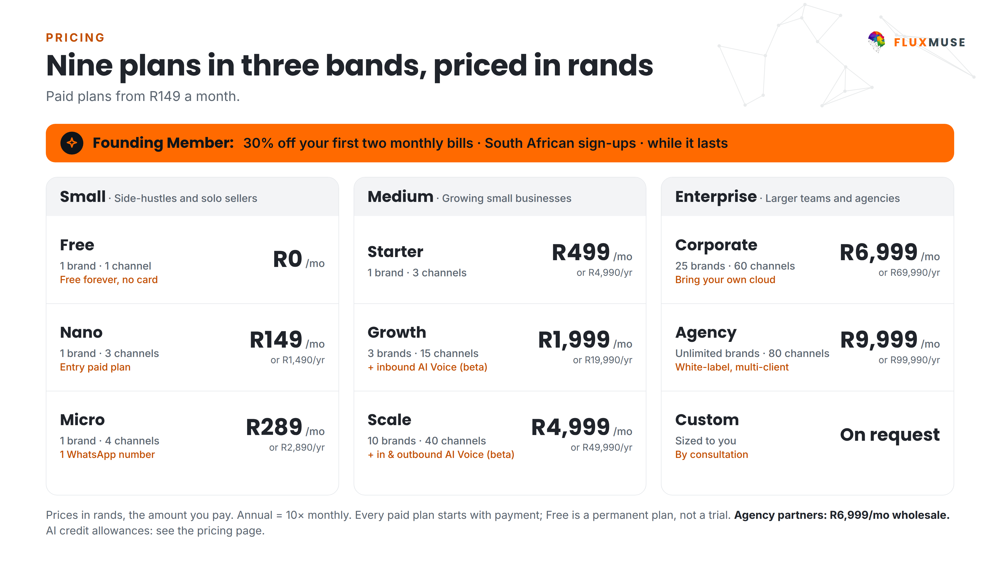 PRICING
FLUXMUSE
Nine plans in three bands, priced in rands
Paid plans from R149 a month.
Founding Member: 30% off your first two monthly bills · South African sign-ups · while it lasts
Small · Side-hustles and solo sellers
Free
1 brand · 1 channel
Free forever, no card
R0 /mo
Nano
1 brand · 3 channels
Entry paid plan
R149 /mo
or R1,490/yr
Micro
1 brand · 4 channels
1 WhatsApp number
R289 /mo
or R2,890/yr
Medium · Growing small businesses
Starter
1 brand · 3 channels
R499 /mo
or R4,990/yr
Growth
3 brands · 15 channels
+ inbound AI Voice (beta)
R1,999 /mo
or R19,990/yr
Scale
10 brands · 40 channels
+ in & outbound AI Voice (beta)
R4,999 /mo
or R49,990/yr
Enterprise · Larger teams and agencies
Corporate
25 brands · 60 channels
Bring your own cloud
R6,999 /mo
or R69,990/yr
Agency
Unlimited brands · 80 channels
White-label, multi-client
R9,999 /mo
or R99,990/yr
Custom
Sized to you
By consultation
On request
Prices in rands, the amount you pay. Annual = 10× monthly. Every paid plan starts with payment; Free is a permanent plan, not a trial. Agency partners: R6,999/mo wholesale.
AI credit allowances: see the pricing page.